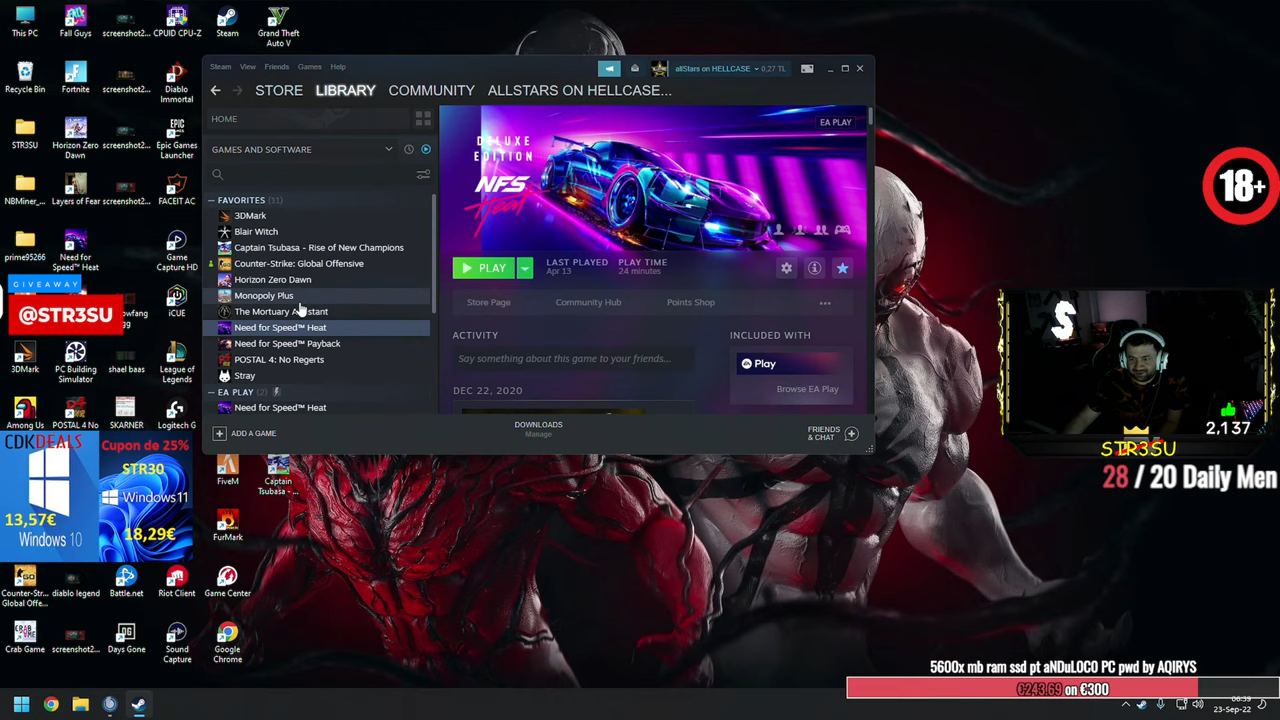 This PC
Fall Guys
screenshot2...
CPUID CPU-Z
Steam
Grand Theft
Auto V
Recycle Bin
Fortnite
screenshot2...
Diablo
Immortal
STR3SU
Horizon Zero
Dawn
screenshot2...
EPIC
GAMES
Epic Games
Launcher
NBMiner_...
Layers of Fear
screenshot2...
FACEIT AC
prime95266
Need for
Speed™ Heat
Game
Capture HD
GIVEAWAY
@STR3SU
iCUE
3DMark
PC Building
Simulator
shael baas
League of
Legends
Among Us
POSTAL 4 No
SKARNER
Logitech G
CDKDEALS
Cupon de 25%
STR30
Windows11
13,57€
18,29€
Windows 10
FiveM
Captain
Tsubasa - ...
FurMark
Counter-Str...
Global Offe...
diablo legend
Battle.net
Riot Client
Game Center
Crab Game
screenshot2...
Days Gone
Sound
Capture
Google
Chrome
Steam View Friends Games Help
allStars on HELLCASE 0,27 TL
STORE LIBRARY COMMUNITY ALLSTARS ON HELLCASE...
HOME
GAMES AND SOFTWARE
FAVORITES (11)
3DMark
Blair Witch
Captain Tsubasa - Rise of New Champions
Counter-Strike: Global Offensive
Horizon Zero Dawn
Monopoly Plus
The Mortuary Assistant
Need for Speed™ Heat
Need for Speed™ Payback
POSTAL 4: No Regerts
Stray
EA PLAY (2)
Need for Speed™ Heat
EA PLAY
DELUXE
EDITION
NFS
Heat
PLAY
LAST PLAYED
Apr 13
PLAY TIME
24 minutes
Store Page
Community Hub
Points Shop
ACTIVITY
Say something about this game to your friends...
DEC 22, 2020
INCLUDED WITH
Play
Browse EA Play
ADD A GAME
DOWNLOADS
Manage
FRIENDS
& CHAT
18+
S
2,137
STR3SU
28 / 20 Daily Men
5600x mb ram ssd pt aNDuLOCO PC pwd by AQIRYS
€243.69 on €300
06:39
23-Sep-22